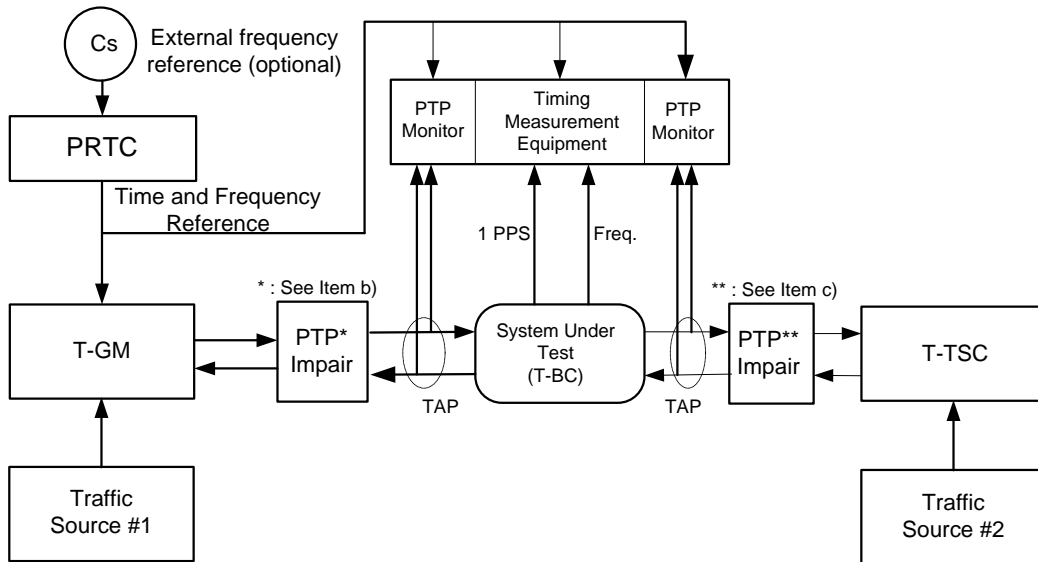 Cs
External frequency
reference (optional)
PRTC
Time and Frequency
Reference
PTP
Monitor
Timing
Measurement
Equipment
PTP
Monitor
1 PPS
Freq.
* : See Item b)
** : See Item c)
T-GM
PTP*
Impair
System Under
Test
(T-BC)
PTP**
Impair
T-TSC
TAP
TAP
Traffic
Source #1
Traffic
Source #2